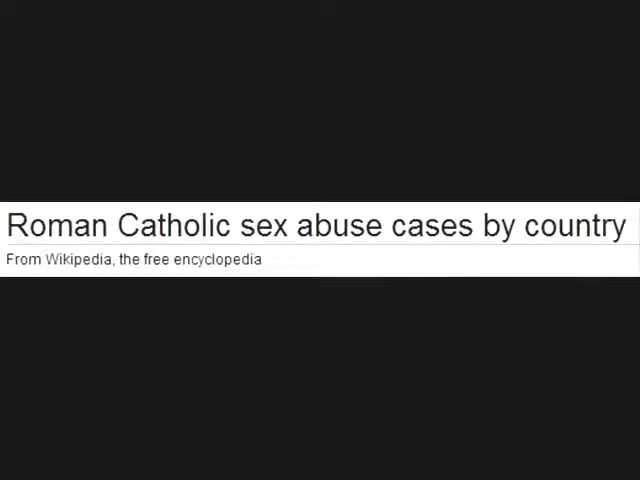 Roman Catholic sex abuse cases by country
From Wikipedia, the free encyclopedia